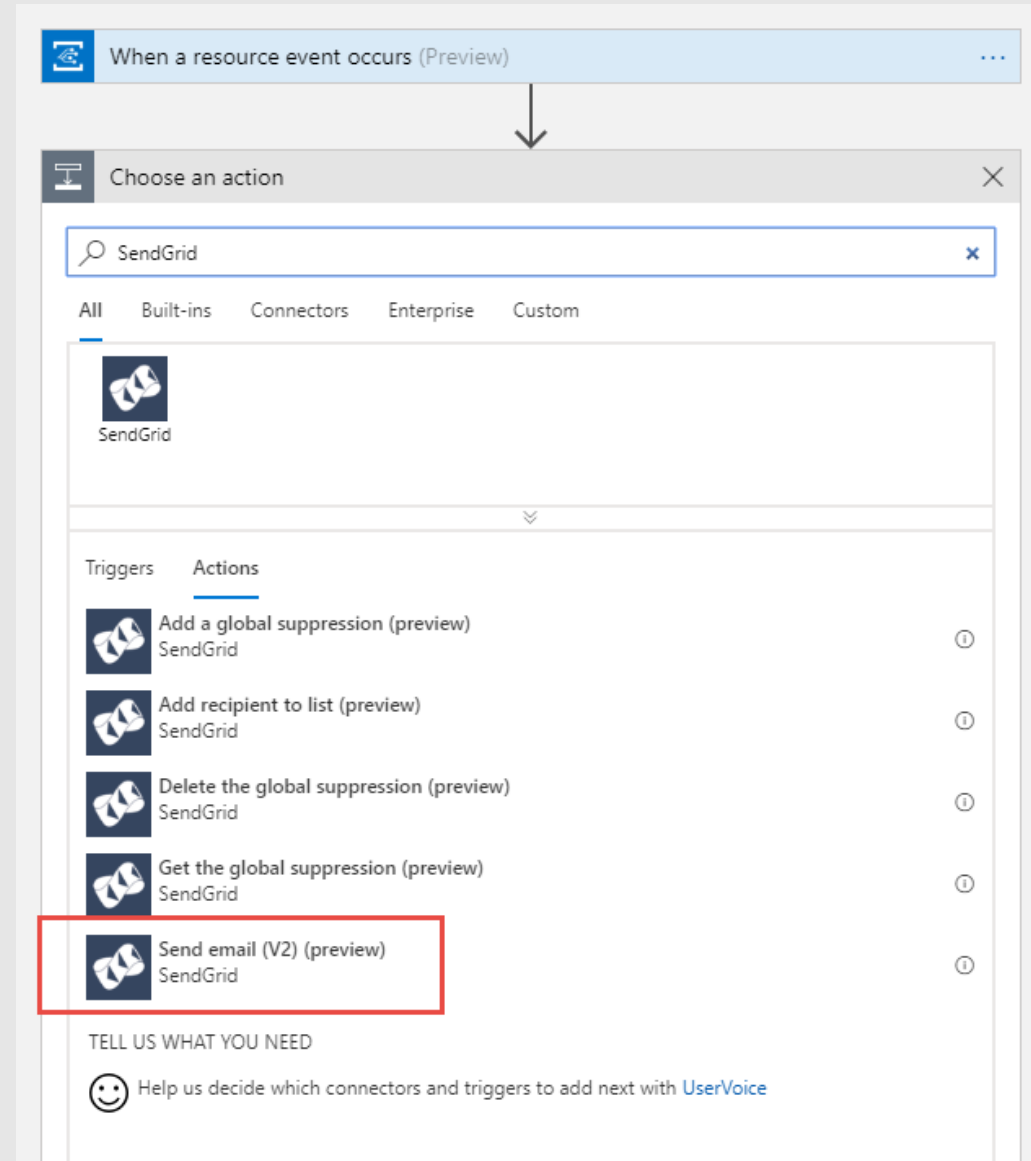 When a resource event occurs (Preview)
Choose an action
SendGrid
All Built-ins Connectors Enterprise Custom
SendGrid
Triggers Actions
Add a global suppression (preview)
SendGrid
Add recipient to list (preview)
SendGrid
Delete the global suppression (preview)
SendGrid
Get the global suppression (preview)
SendGrid
Send email (V2) (preview)
SendGrid
TELL US WHAT YOU NEED
Help us decide which connectors and triggers to add next with UserVoice